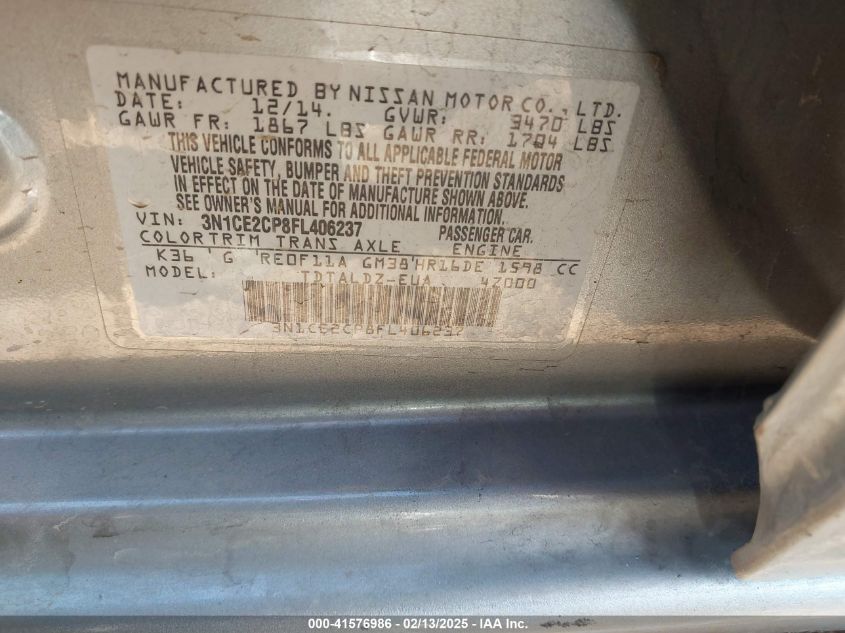 MANUFACTURED BY NISSAN MOTOR CO., LTD.
DATE: 12/14. GVWR: 3470 LBS
GAWR FR: 1867 LBS GAWR RR: 1704 LBS
THIS VEHICLE CONFORMS TO ALL APPLICABLE FEDERAL MOTOR
VEHICLE SAFETY, BUMPER AND THEFT PREVENTION STANDARDS
IN EFFECT ON THE DATE OF MANUFACTURE SHOWN ABOVE.
SEE OWNER'S MANUAL FOR ADDITIONAL INFORMATION.
VIN: 3N1CE2CP8FL406237 PASSENGER CAR.
COLORTRIM TRANS AXLE ENGINE
K36 G RE0F11A GM38 HR16DE 1598 CC
MODEL: TDTALDZ-EUA 47000
3N1CE2CP8FL406237
000-41576986 - 02/13/2025 - IAA Inc.